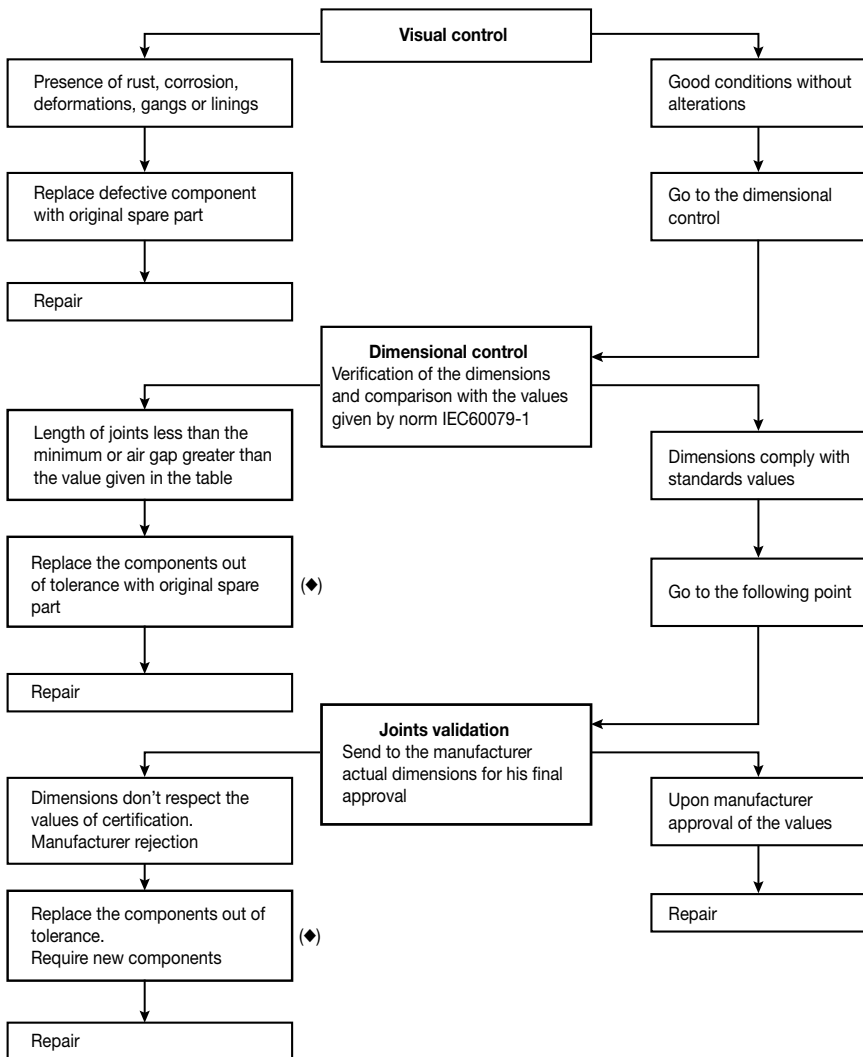 Visual control
Presence of rust, corrosion,
deformations, gangs or linings
Good conditions without
alterations
Replace defective component
with original spare part
Go to the dimensional
control
Repair
Dimensional control
Verification of the dimensions
and comparison with the values
given by norm IEC60079-1
Length of joints less than the
minimum or air gap greater than
the value given in the table
Dimensions comply with
standards values
Replace the components out
of tolerance with original spare
part
(◆)
Go to the following point
Repair
Joints validation
Send to the manufacturer
actual dimensions for his final
approval
Dimensions don't respect the
values of certification.
Manufacturer rejection
Upon manufacturer
approval of the values
Replace the components out of
tolerance.
Require new components
(◆)
Repair
Repair